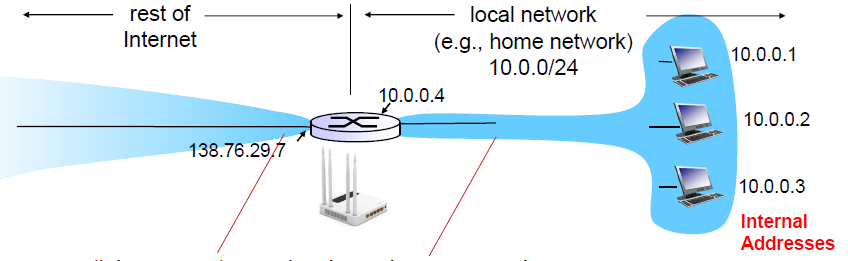 rest of
Internet
local network
(e.g., home network)
10.0.0/24
10.0.0.1
10.0.0.4
10.0.0.2
138.76.29.7
10.0.0.3
Internal
Addresses